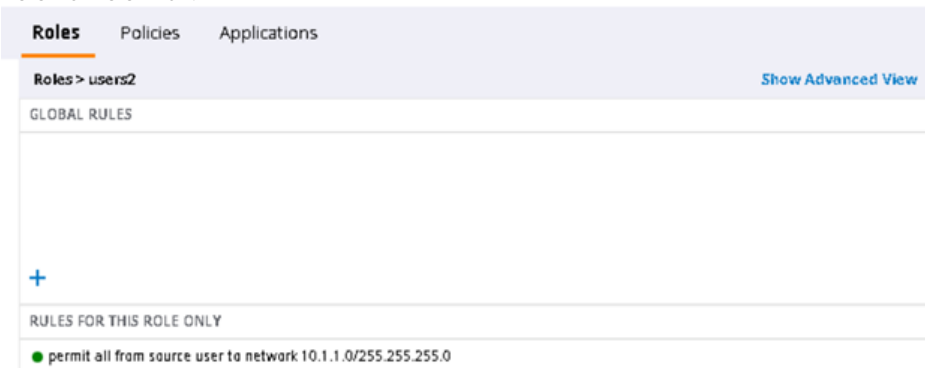 Roles Policies Applications
Roles > users2 Show Advanced View
GLOBAL RULES
+
RULES FOR THIS ROLE ONLY
permit all from source user to network 10.1.1.0/255.255.255.0